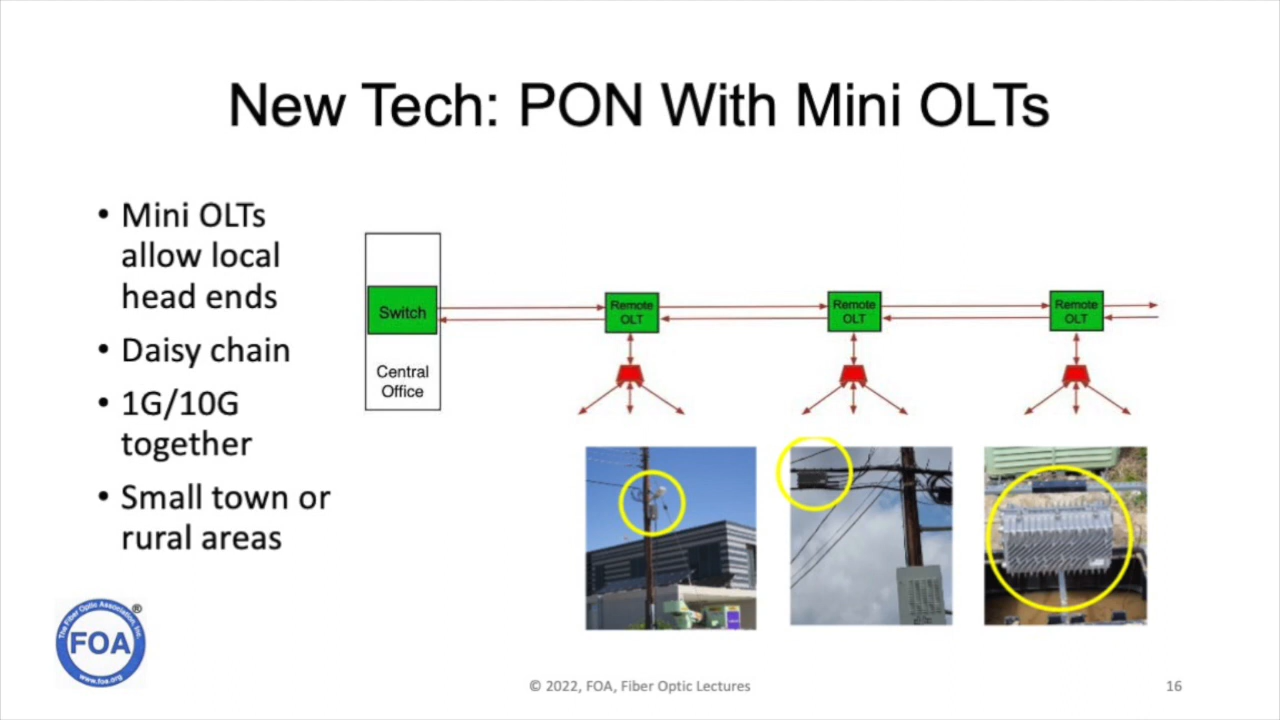 New Tech: PON With Mini OLTs
• Mini OLTs
allow local
head ends
• Daisy chain
• 1G/10G
together
• Small town or
rural areas
Switch
Central
Office
Remote
OLT
Remote
OLT
Remote
OLT
The Fiber Optic Association, Inc.
®
FOA
www.foa.org
© 2022, FOA, Fiber Optic Lectures
16